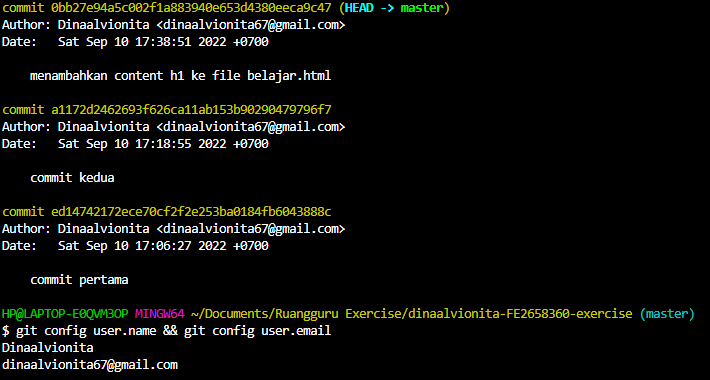 commit 0bb27e94a5c002f1a883940e653d4380eeca9c47 (HEAD -> master)
Author: Dinaalvionita <dinaalvionita67@gmail.com>
Date:   Sat Sep 10 17:38:51 2022 +0700
menambahkan content h1 ke file belajar.html
commit a1172d2462693f626ca11ab153b90290479796f7
Author: Dinaalvionita <dinaalvionita67@gmail.com>
Date:   Sat Sep 10 17:18:55 2022 +0700
commit kedua
commit ed14742172ece70cf2f2e253ba0184fb6043888c
Author: Dinaalvionita <dinaalvionita67@gmail.com>
Date:   Sat Sep 10 17:06:27 2022 +0700
commit pertama
HP@LAPTOP-E0QVM3OP MINGW64 ~/Documents/Ruangguru Exercise/dinaalvionita-FE2658360-exercise (master)
$ git config user.name && git config user.email
Dinaalvionita
dinaalvionita67@gmail.com